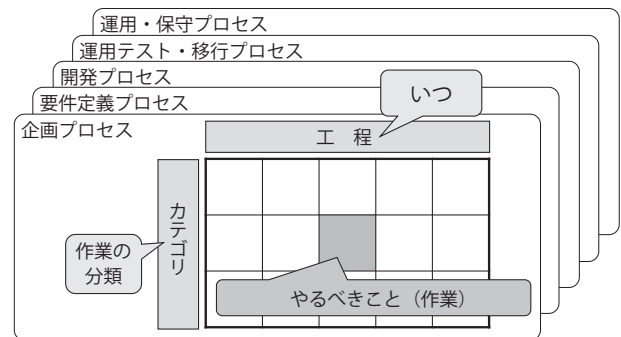 運用・保守プロセス
運用テスト・移行プロセス
開発プロセス
要件定義プロセス
企画プロセス
いつ
工 程
カテゴリ
作業の
分類
やるべきこと（作業）